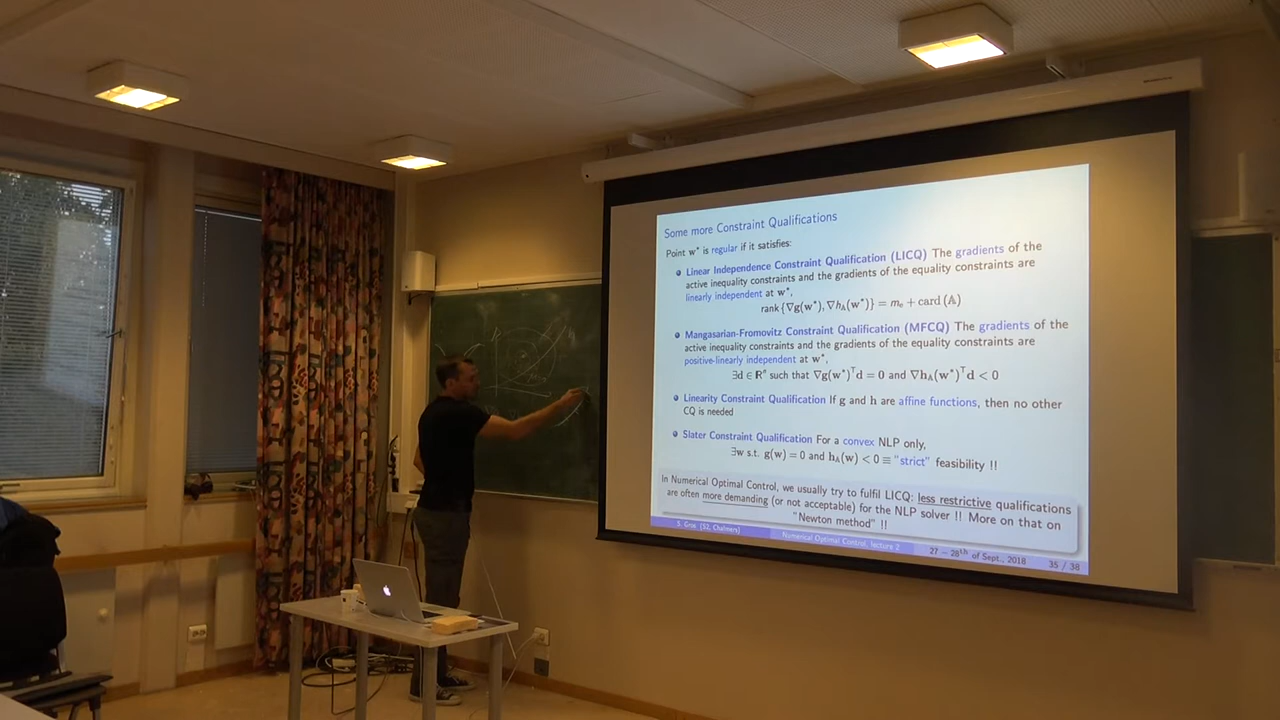 Some more Constraint Qualifications
Point w* is regular if it satisfies:
Linear Independence Constraint Qualification (LICQ) The gradients of the
active inequality constraints and the gradients of the equality constraints are
linearly independent at w*,
rank {∇g(w*), ∇h𝔸(w*)} = mₑ + card (𝔸)
Mangasarian-Fromovitz Constraint Qualification (MFCQ) The gradients of the
active inequality constraints and the gradients of the equality constraints are
positive-linearly independent at w*,
∃d ∈ Rⁿ such that ∇g(w*)ᵀd = 0 and ∇h𝔸(w*)ᵀd < 0
Linearity Constraint Qualification If g and h are affine functions, then no other
CQ is needed
Slater Constraint Qualification For a convex NLP only,
∃w s.t. g(w) = 0 and h𝔸(w) < 0 ≡ "strict" feasibility !!
In Numerical Optimal Control, we usually try to fulfil LICQ: less restrictive qualifications
are often more demanding (or not acceptable) for the NLP solver !! More on that on
"Newton method" !!
S. Gros (S2, Chalmers) Numerical Optimal Control, lecture 2 27 – 28ᵗʰ of Sept., 2018 35 / 38